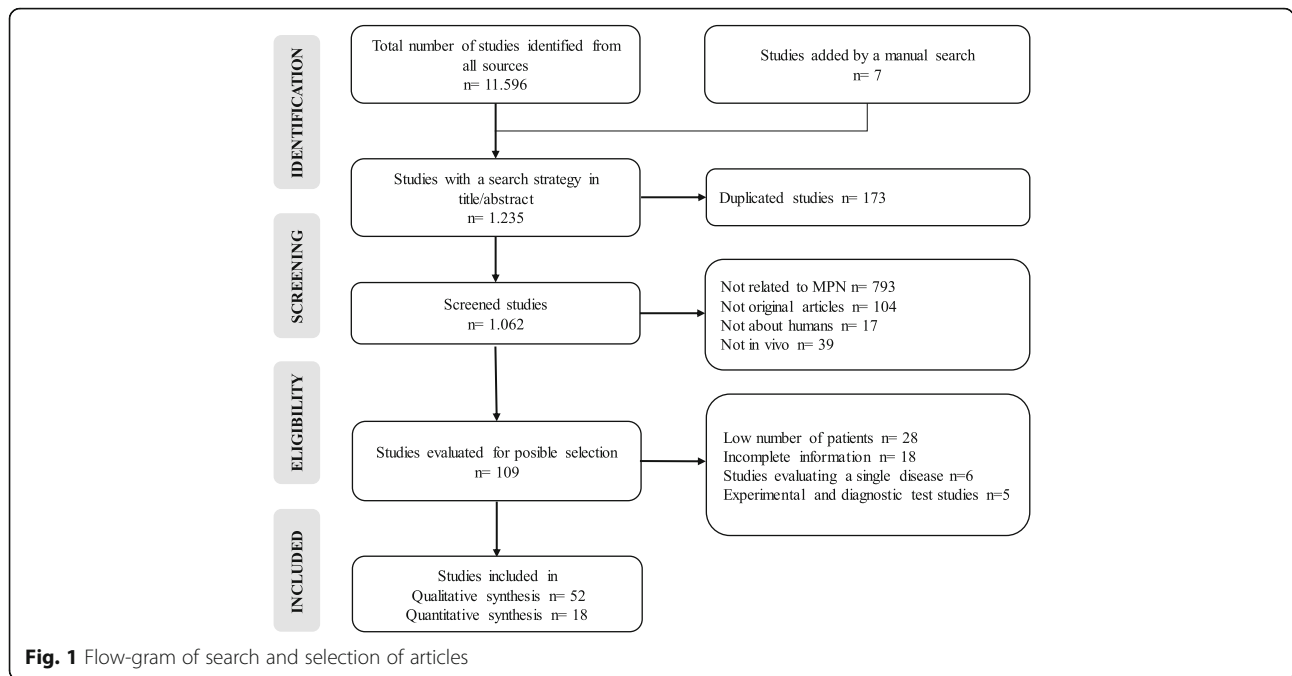 IDENTIFICATION
Total number of studies identified from
all sources
n= 11.596
Studies added by a manual search
n= 7
Studies with a search strategy in
title/abstract
n= 1.235
Duplicated studies n= 173
SCREENING
Screened studies
n= 1.062
Not related to MPN n= 793
Not original articles n= 104
Not about humans n= 17
Not in vivo n= 39
ELIGIBILITY
Studies evaluated for posible selection
n= 109
Low number of patients n= 28
Incomplete information n= 18
Studies evaluating a single disease n=6
Experimental and diagnostic test studies n=5
INCLUDED
Studies included in
Qualitative synthesis n= 52
Quantitative synthesis n= 18
Fig. 1 Flow-gram of search and selection of articles